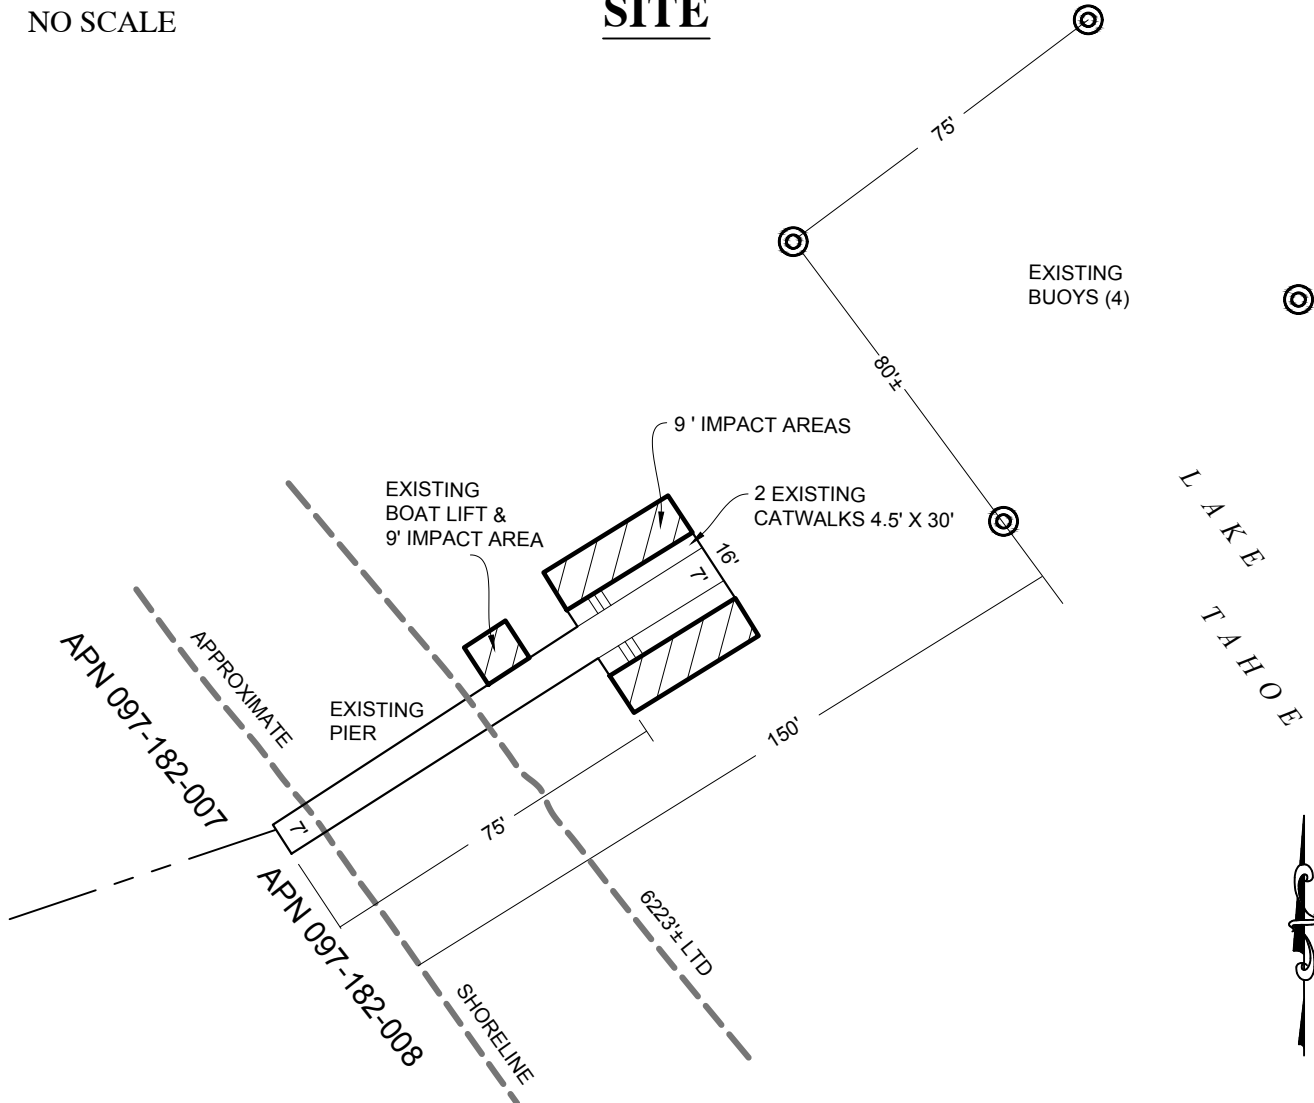 NO SCALE
SITE
75'
EXISTING
BUOYS (4)
80'±
9 ' IMPACT AREAS
EXISTING
BOAT LIFT &
9' IMPACT AREA
2 EXISTING
CATWALKS 4.5' X 30'
16'
7'
LAKE
TAHOE
APPROXIMATE
APN 097-182-007
EXISTING
PIER
7'
150'
75'
APN 097-182-008
6223'± LTD
SHORELINE